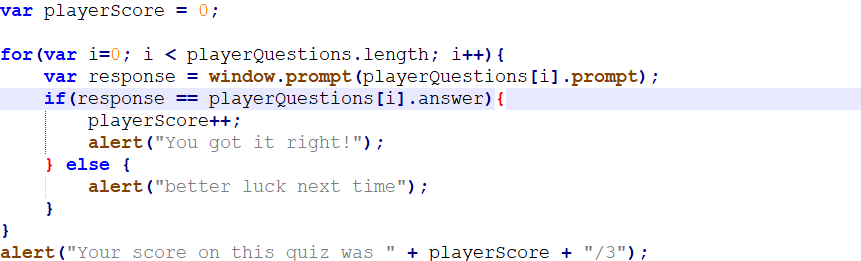 var playerScore = 0;
for(var i=0; i < playerQuestions.length; i++){
var response = window.prompt(playerQuestions[i].prompt);
if(response == playerQuestions[i].answer){
playerScore++;
alert("You got it right!");
} else {
alert("better luck next time");
}
}
alert("Your score on this quiz was " + playerScore + "/3");